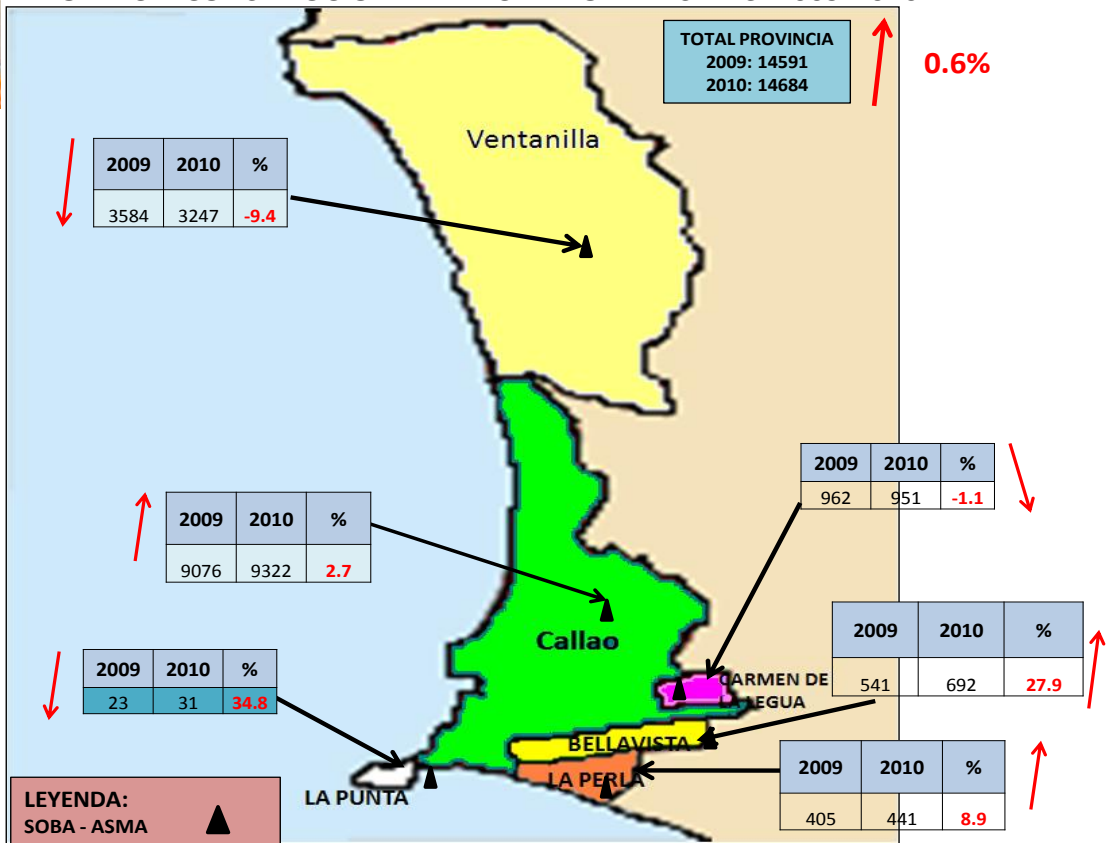 TOTAL PROVINCIA
2009: 14591
2010: 14684
0.6%
Ventanilla
2009 2010 %
3584 3247 -9.4
2009 2010 %
962 951 -1.1
2009 2010 %
9076 9322 2.7
Callao
2009 2010 %
541 692 27.9
2009 2010 %
23 31 34.8
CARMEN DE
LA LEGUA
BELLAVISTA
LA PERLA
2009 2010 %
405 441 8.9
LA PUNTA
LEYENDA:
SOBA - ASMA